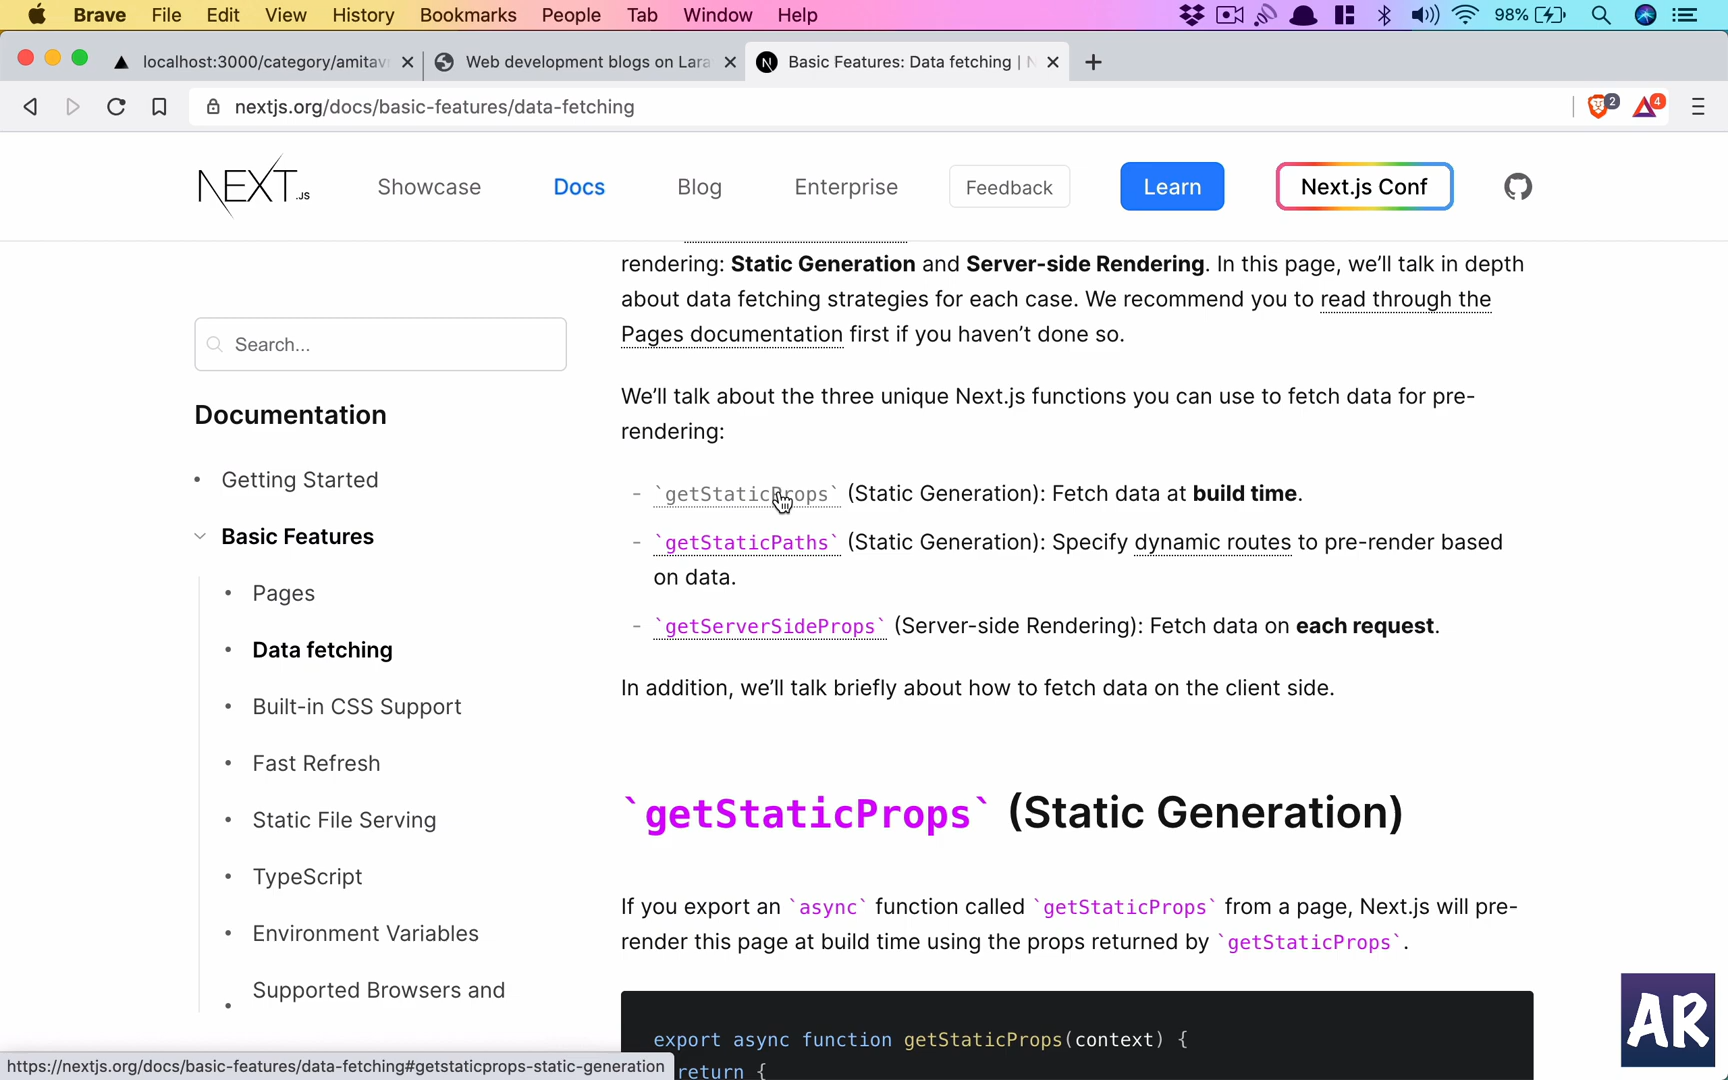 Brave File Edit View History Bookmarks People Tab Window Help 98%
localhost:3000/category/amitav Web development blogs on Lara Basic Features: Data fetching | N
nextjs.org/docs/basic-features/data-fetching 2 4
NEXT.JS Showcase Docs Blog Enterprise Feedback Learn Next.js Conf
rendering: Static Generation and Server-side Rendering. In this page, we’ll talk in depth
about data fetching strategies for each case. We recommend you to read through the
Pages documentation first if you haven’t done so.
Search...
We’ll talk about the three unique Next.js functions you can use to fetch data for pre-
rendering:
Documentation
Getting Started
- `getStaticProps` (Static Generation): Fetch data at build time.
Basic Features
- `getStaticPaths` (Static Generation): Specify dynamic routes to pre-render based
on data.
Pages
- `getServerSideProps` (Server-side Rendering): Fetch data on each request.
Data fetching
In addition, we’ll talk briefly about how to fetch data on the client side.
Built-in CSS Support
Fast Refresh
Static File Serving
`getStaticProps` (Static Generation)
TypeScript
If you export an `async` function called `getStaticProps` from a page, Next.js will pre-
render this page at build time using the props returned by `getStaticProps`.
Environment Variables
Supported Browsers and
export async function getStaticProps(context) {
return {
https://nextjs.org/docs/basic-features/data-fetching#getstaticprops-static-generation
AR